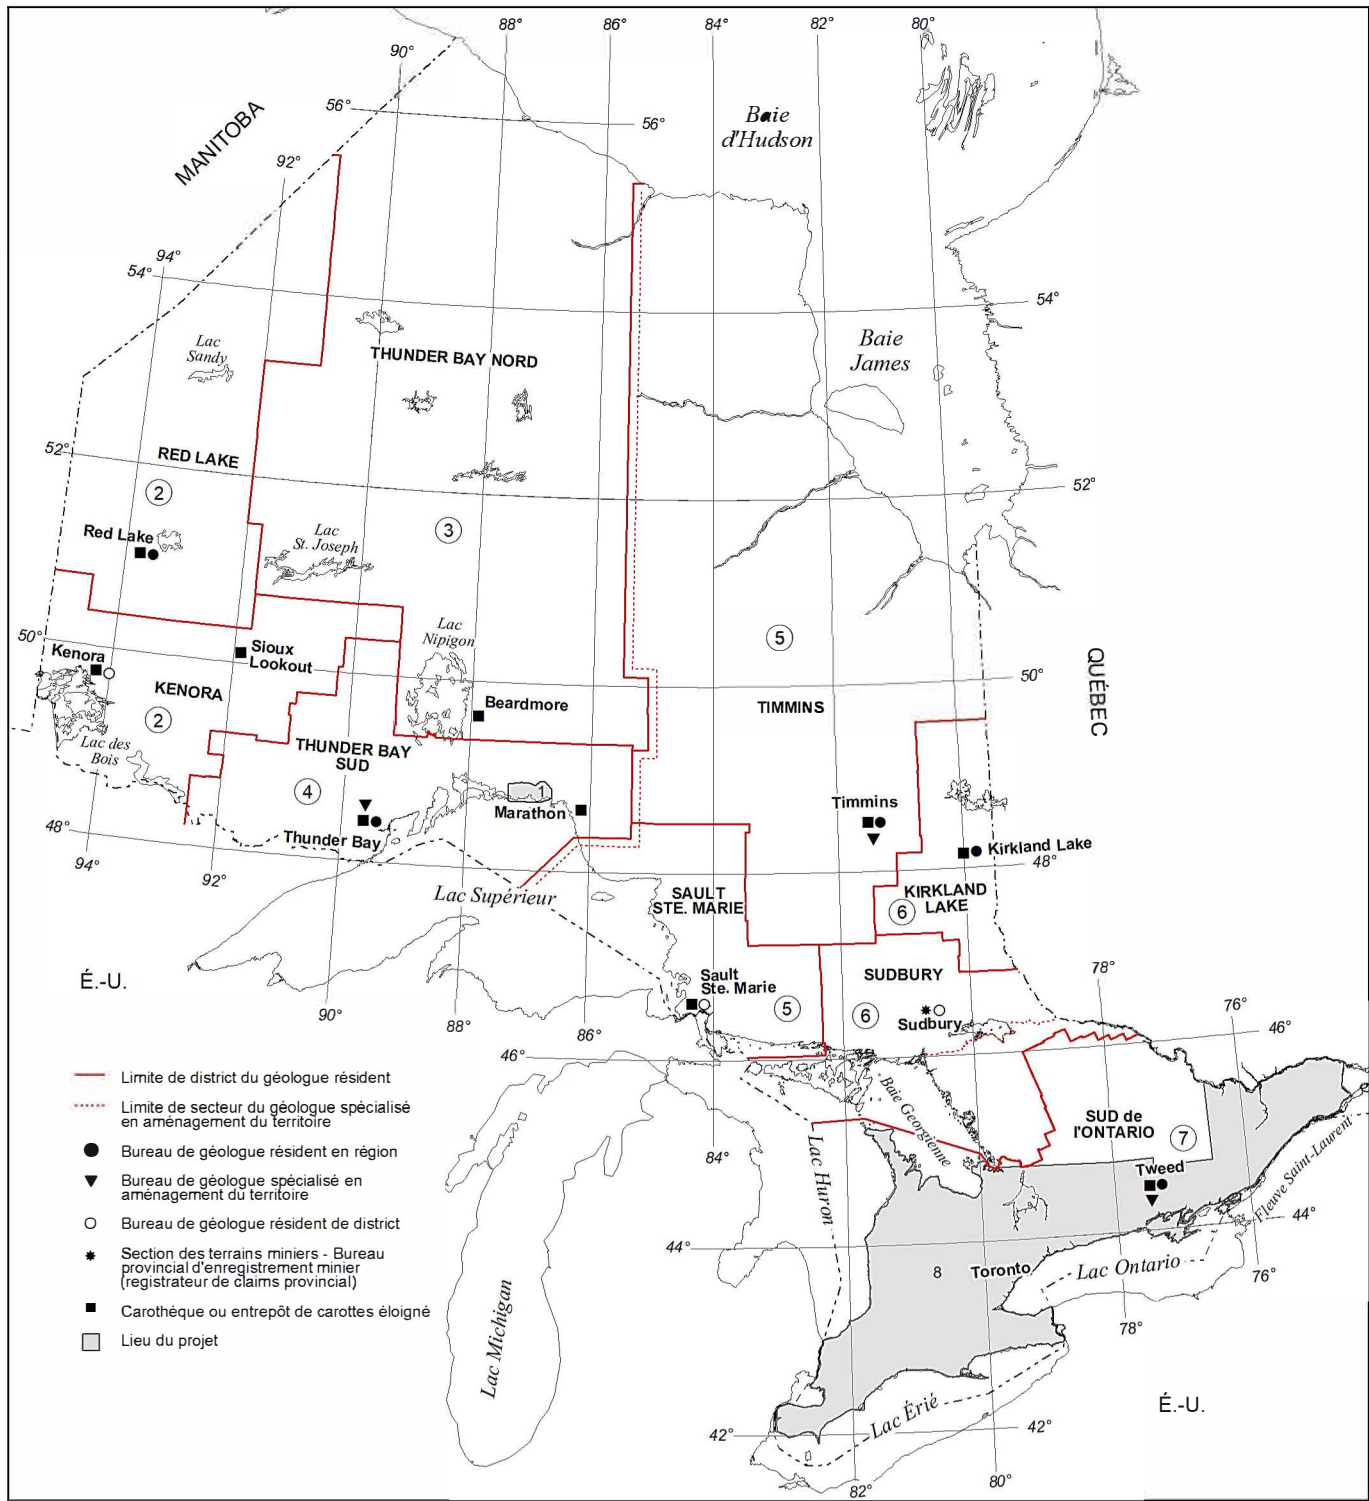 88°
86°
84°
82°
80°
90°
56°
56°
Baie
d'Hudson
MANITOBA
92°
94°
54°
54°
Lac
Sandy
THUNDER BAY NORD
Baie
James
52°
RED LAKE
52°
2
3
Red Lake
Lac
St. Joseph
50°
Lac
Nipigon
5
QUÉBEC
Kenora
Sioux
Lookout
50°
KENORA
Beardmore
TIMMINS
2
Lac des
Bois
THUNDER BAY
SUD
4
1
Marathon
Timmins
48°
Thunder Bay
Kirkland Lake
48°
94°
92°
Lac Supérieur
SAULT
STE. MARIE
KIRKLAND
LAKE
6
É.-U.
Sault
Ste. Marie
SUDBURY
78°
76°
90°
88°
86°
5
6
Sudbury
46°
46°
Limite de district du géologue résident
Limite de secteur du géologue spécialisé
en aménagement du territoire
Bureau de géologue résident en région
Bureau de géologue spécialisé en
aménagement du territoire
Bureau de géologue résident de district
Section des terrains miniers - Bureau
provincial d'enregistrement minier
(registrateur de claims provincial)
Carothéque ou entrepôt de carottes éloigné
Lieu du projet
Baie Georgienne
SUD de
l'ONTARIO
7
84°
Lac Huron
Tweed
Fleuve Saint-Laurent
44°
44°
8
Toronto
Lac Ontario
76°
78°
Lac Michigan
Lac Érié
É.-U.
42°
42°
82°
80°